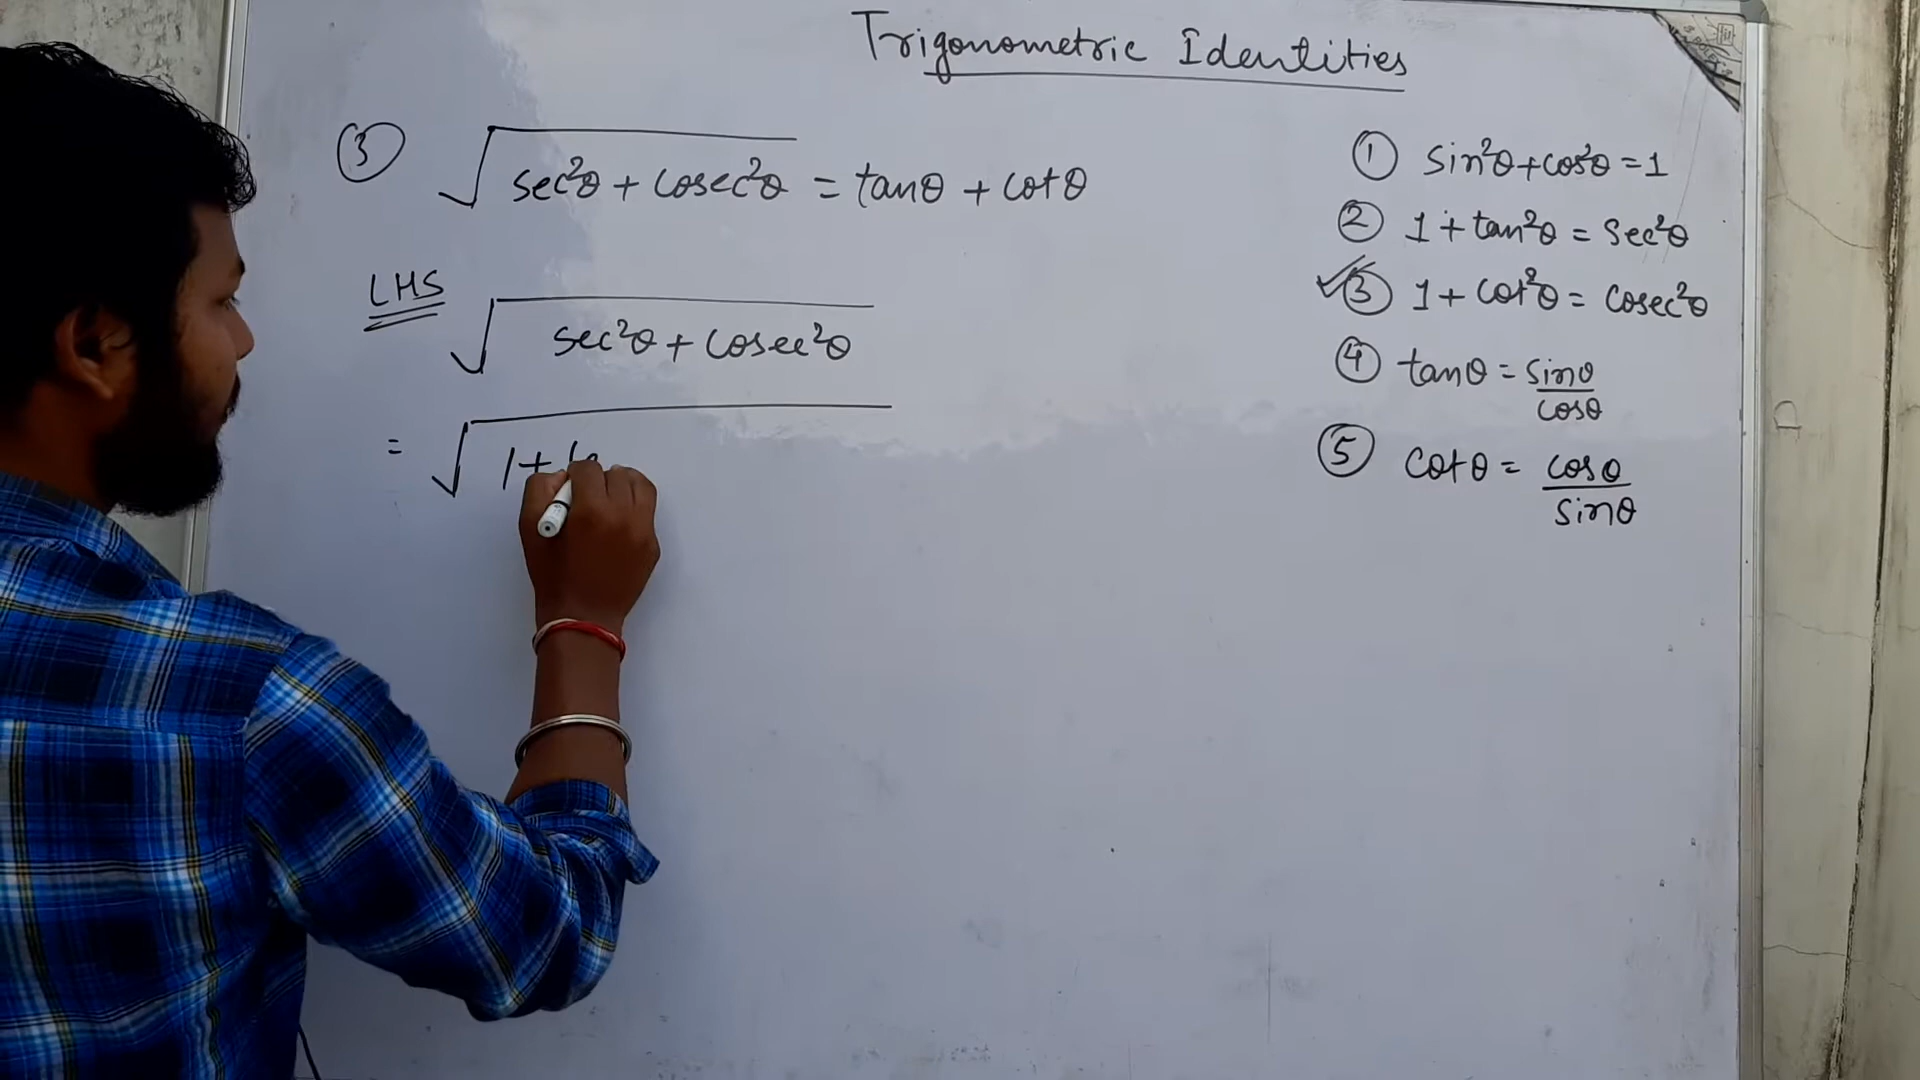 Trigonometric Identities
③ √sec²θ + cosec²θ = tanθ + cotθ
LHS √sec²θ + cosec²θ
= √1+
① sin²θ+cos²θ = 1
② 1 + tan²θ = sec²θ
✓③ 1 + cot²θ = cosec²θ
④ tanθ = sinθ/cosθ
⑤ cotθ = cosθ/sinθ